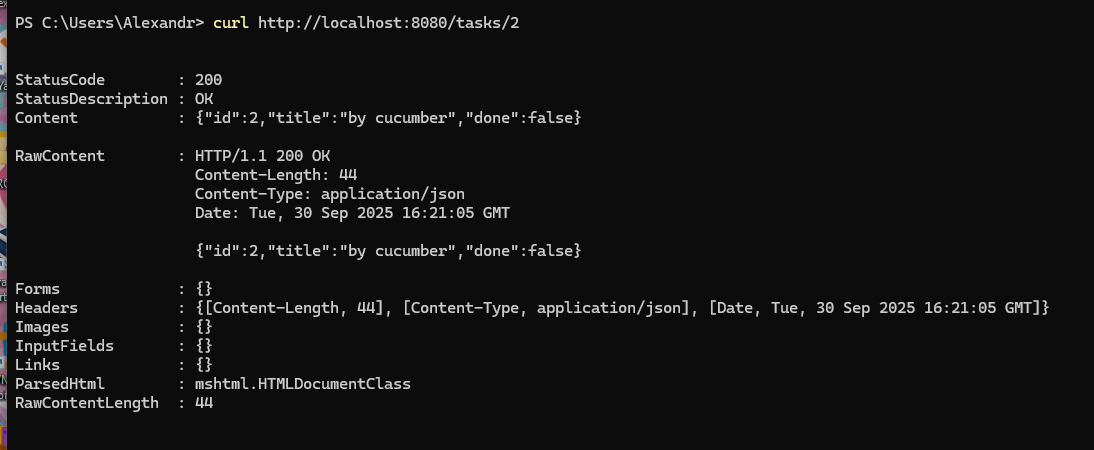 PS C:\Users\Alexandr> curl http://localhost:8080/tasks/2
StatusCode : 200
StatusDescription : OK
Content : {"id":2,"title":"by cucumber","done":false}
RawContent : HTTP/1.1 200 OK
Content-Length: 44
Content-Type: application/json
Date: Tue, 30 Sep 2025 16:21:05 GMT
{"id":2,"title":"by cucumber","done":false}
Forms : {}
Headers : {[Content-Length, 44], [Content-Type, application/json], [Date, Tue, 30 Sep 2025 16:21:05 GMT]}
Images : {}
InputFields : {}
Links : {}
ParsedHtml : mshtml.HTMLDocumentClass
RawContentLength : 44